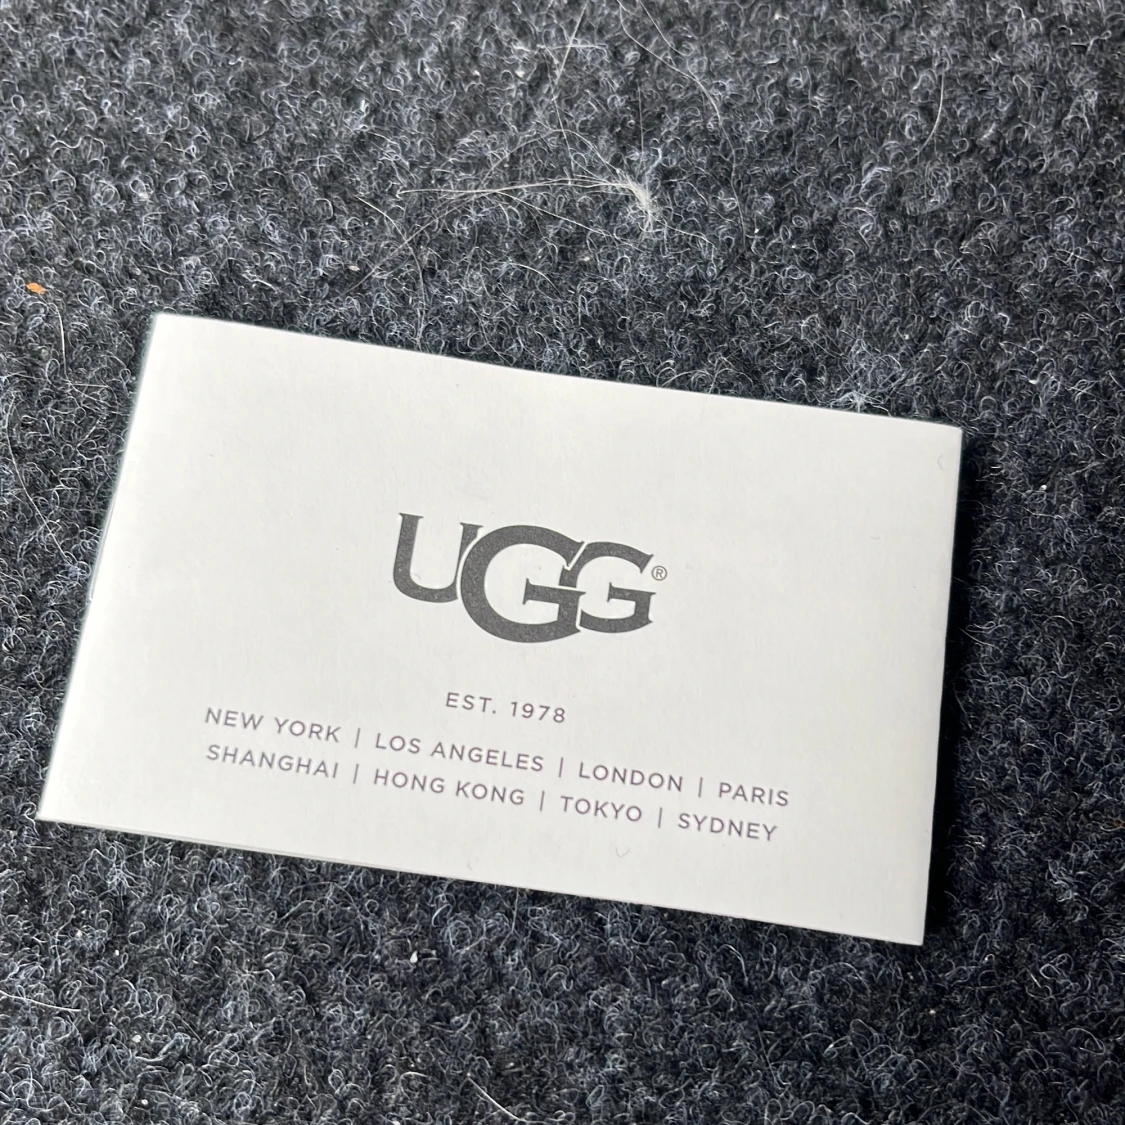 UGG®
EST. 1978
NEW YORK | LOS ANGELES | LONDON | PARIS
SHANGHAI | HONG KONG | TOKYO | SYDNEY